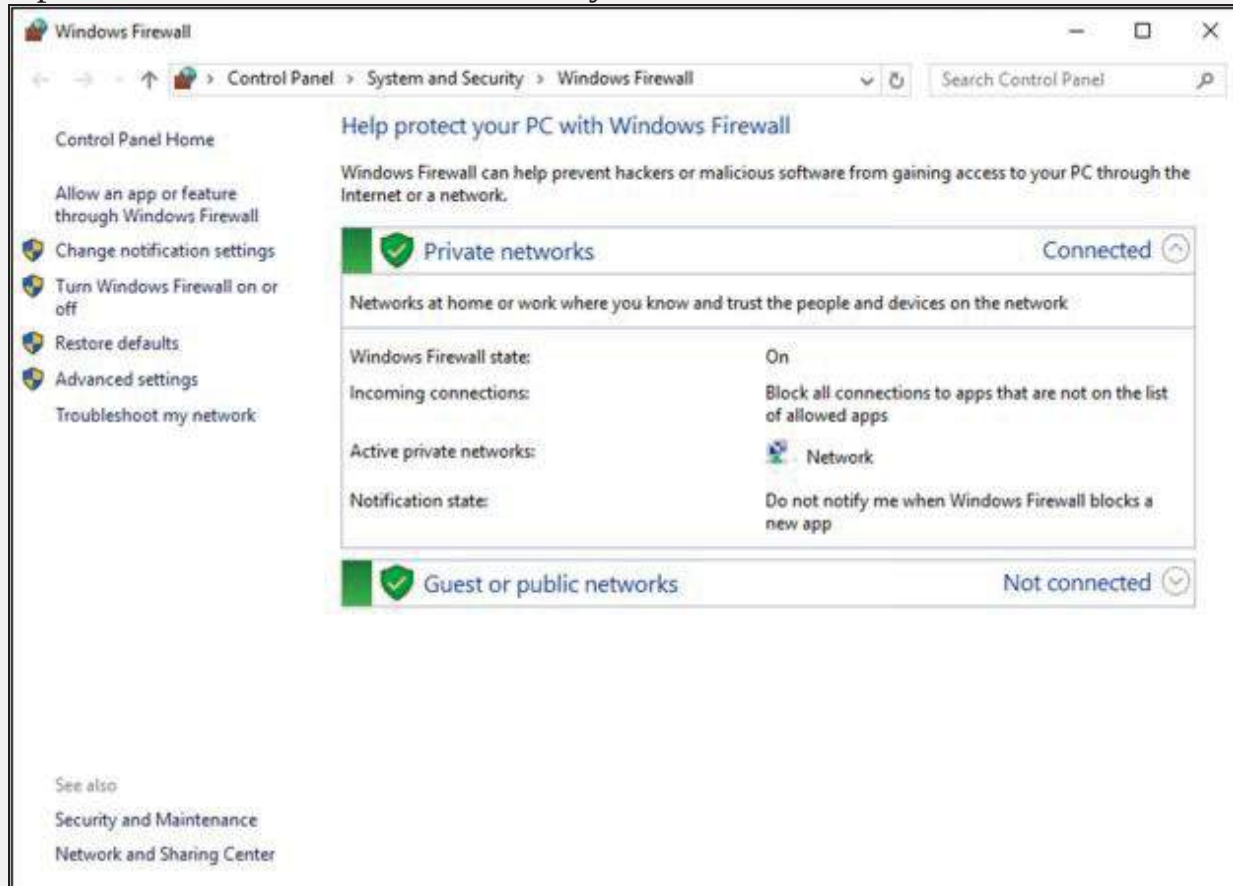 Windows Firewall
Control Panel > System and Security > Windows Firewall
Search Control Panel
Control Panel Home
Allow an app or feature
through Windows Firewall
Change notification settings
Turn Windows Firewall on or
off
Restore defaults
Advanced settings
Troubleshoot my network
See also
Security and Maintenance
Network and Sharing Center
Help protect your PC with Windows Firewall
Windows Firewall can help prevent hackers or malicious software from gaining access to your PC through the
Internet or a network.
Private networks Connected
Networks at home or work where you know and trust the people and devices on the network
Windows Firewall state: On
Incoming connections: Block all connections to apps that are not on the list
of allowed apps
Active private networks: Network
Notification state: Do not notify me when Windows Firewall blocks a
new app
Guest or public networks Not connected